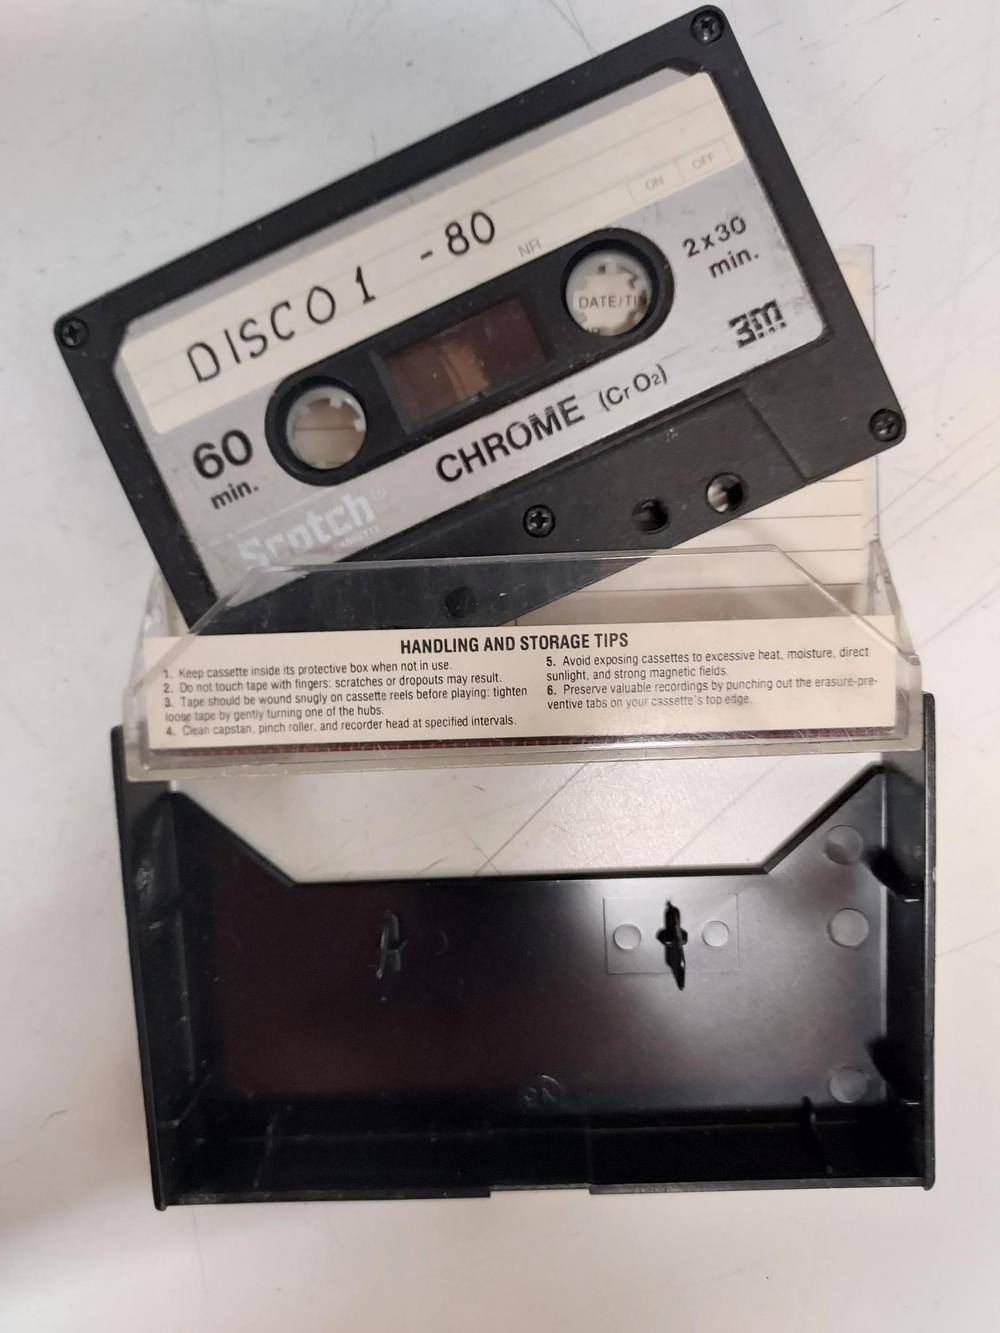 DISCO 1 -80
NR
ON OFF
60
min.
2x30
min.
DATE/TI
3m
CHROME (CrO2)
Scotch
CASSETTE
HANDLING AND STORAGE TIPS
1. Keep cassette inside its protective box when not in use.
2. Do not touch tape with fingers: scratches or dropouts may result.
3. Tape should be wound snugly on cassette reels before playing: tighten
loose tape by gently turning one of the hubs.
4. Clean capstan, pinch roller, and recorder head at specified intervals.
5. Avoid exposing cassettes to excessive heat, moisture, direct
sunlight, and strong magnetic fields.
6. Preserve valuable recordings by punching out the erasure-pre-
ventive tabs on your cassette's top edge.